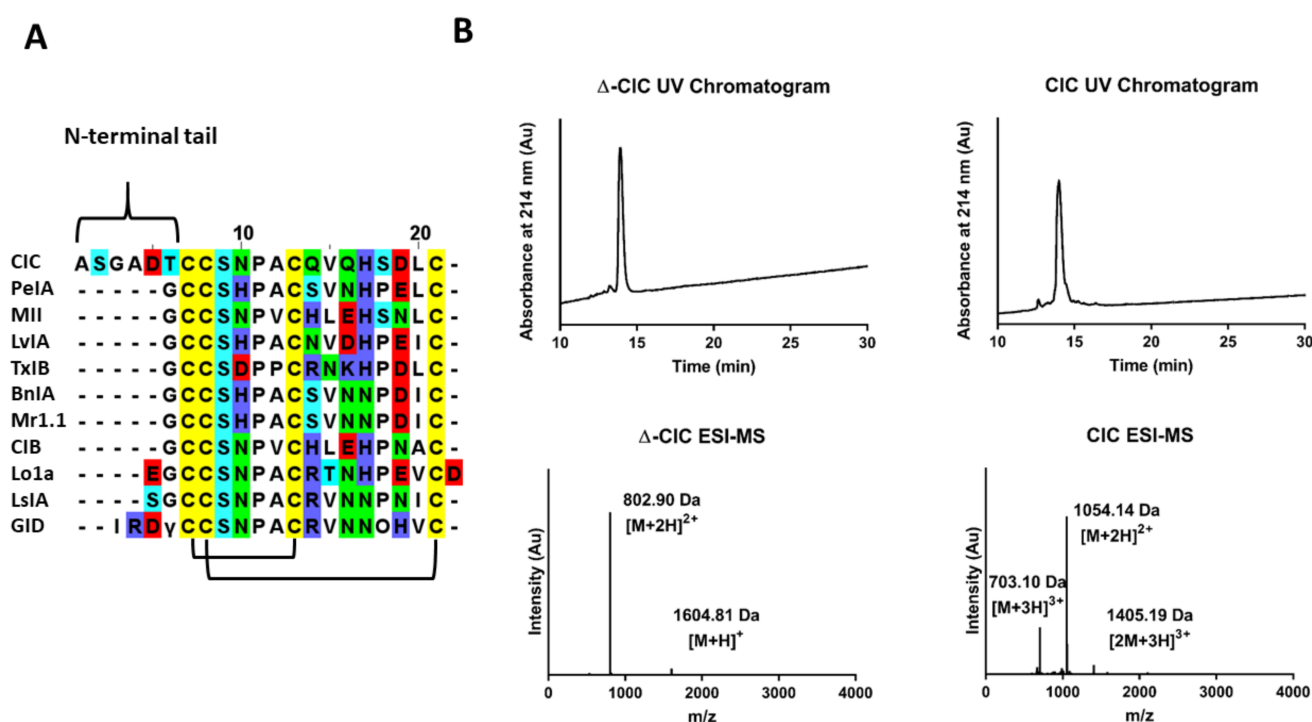 A
N-terminal tail
10
20
CIC
A S G A D T C C S N P A C Q V Q H S D L C -
PeIA
- - - - - G C C S H P A C S V N H P E L C -
MII
- - - - - G C C S N P V C H L E H S N L C -
LvIA
- - - - - G C C S H P A C N V D H P E I C -
TxIB
- - - - - G C C S D P P C R N K H P D L C -
BnIA
- - - - - G C C S H P A C S V N N P D I C -
Mr1.1
- - - - - G C C S H P A C S V N N P D I C -
CIB
- - - - - G C C S N P V C H L E H P N A C -
Lo1a
- - - - E G C C S N P A C R T N H P E V C D
LsIA
- - - - S G C C S N P A C R V N N P N I C -
GID
- - I R D γ C C S N P A C R V N N O H V C -
B
Δ-CIC UV Chromatogram
Absorbance at 214 nm (Au)
10
15
20
25
30
Time (min)
CIC UV Chromatogram
Absorbance at 214 nm (Au)
10
15
20
25
30
Time (min)
Δ-CIC ESI-MS
Intensity (Au)
802.90 Da
[M+2H]2+
1604.81 Da
[M+H]+
0
1000
2000
3000
4000
m/z
CIC ESI-MS
Intensity (Au)
1054.14 Da
[M+2H]2+
703.10 Da
[M+3H]3+
1405.19 Da
[2M+3H]3+
0
1000
2000
3000
4000
m/z